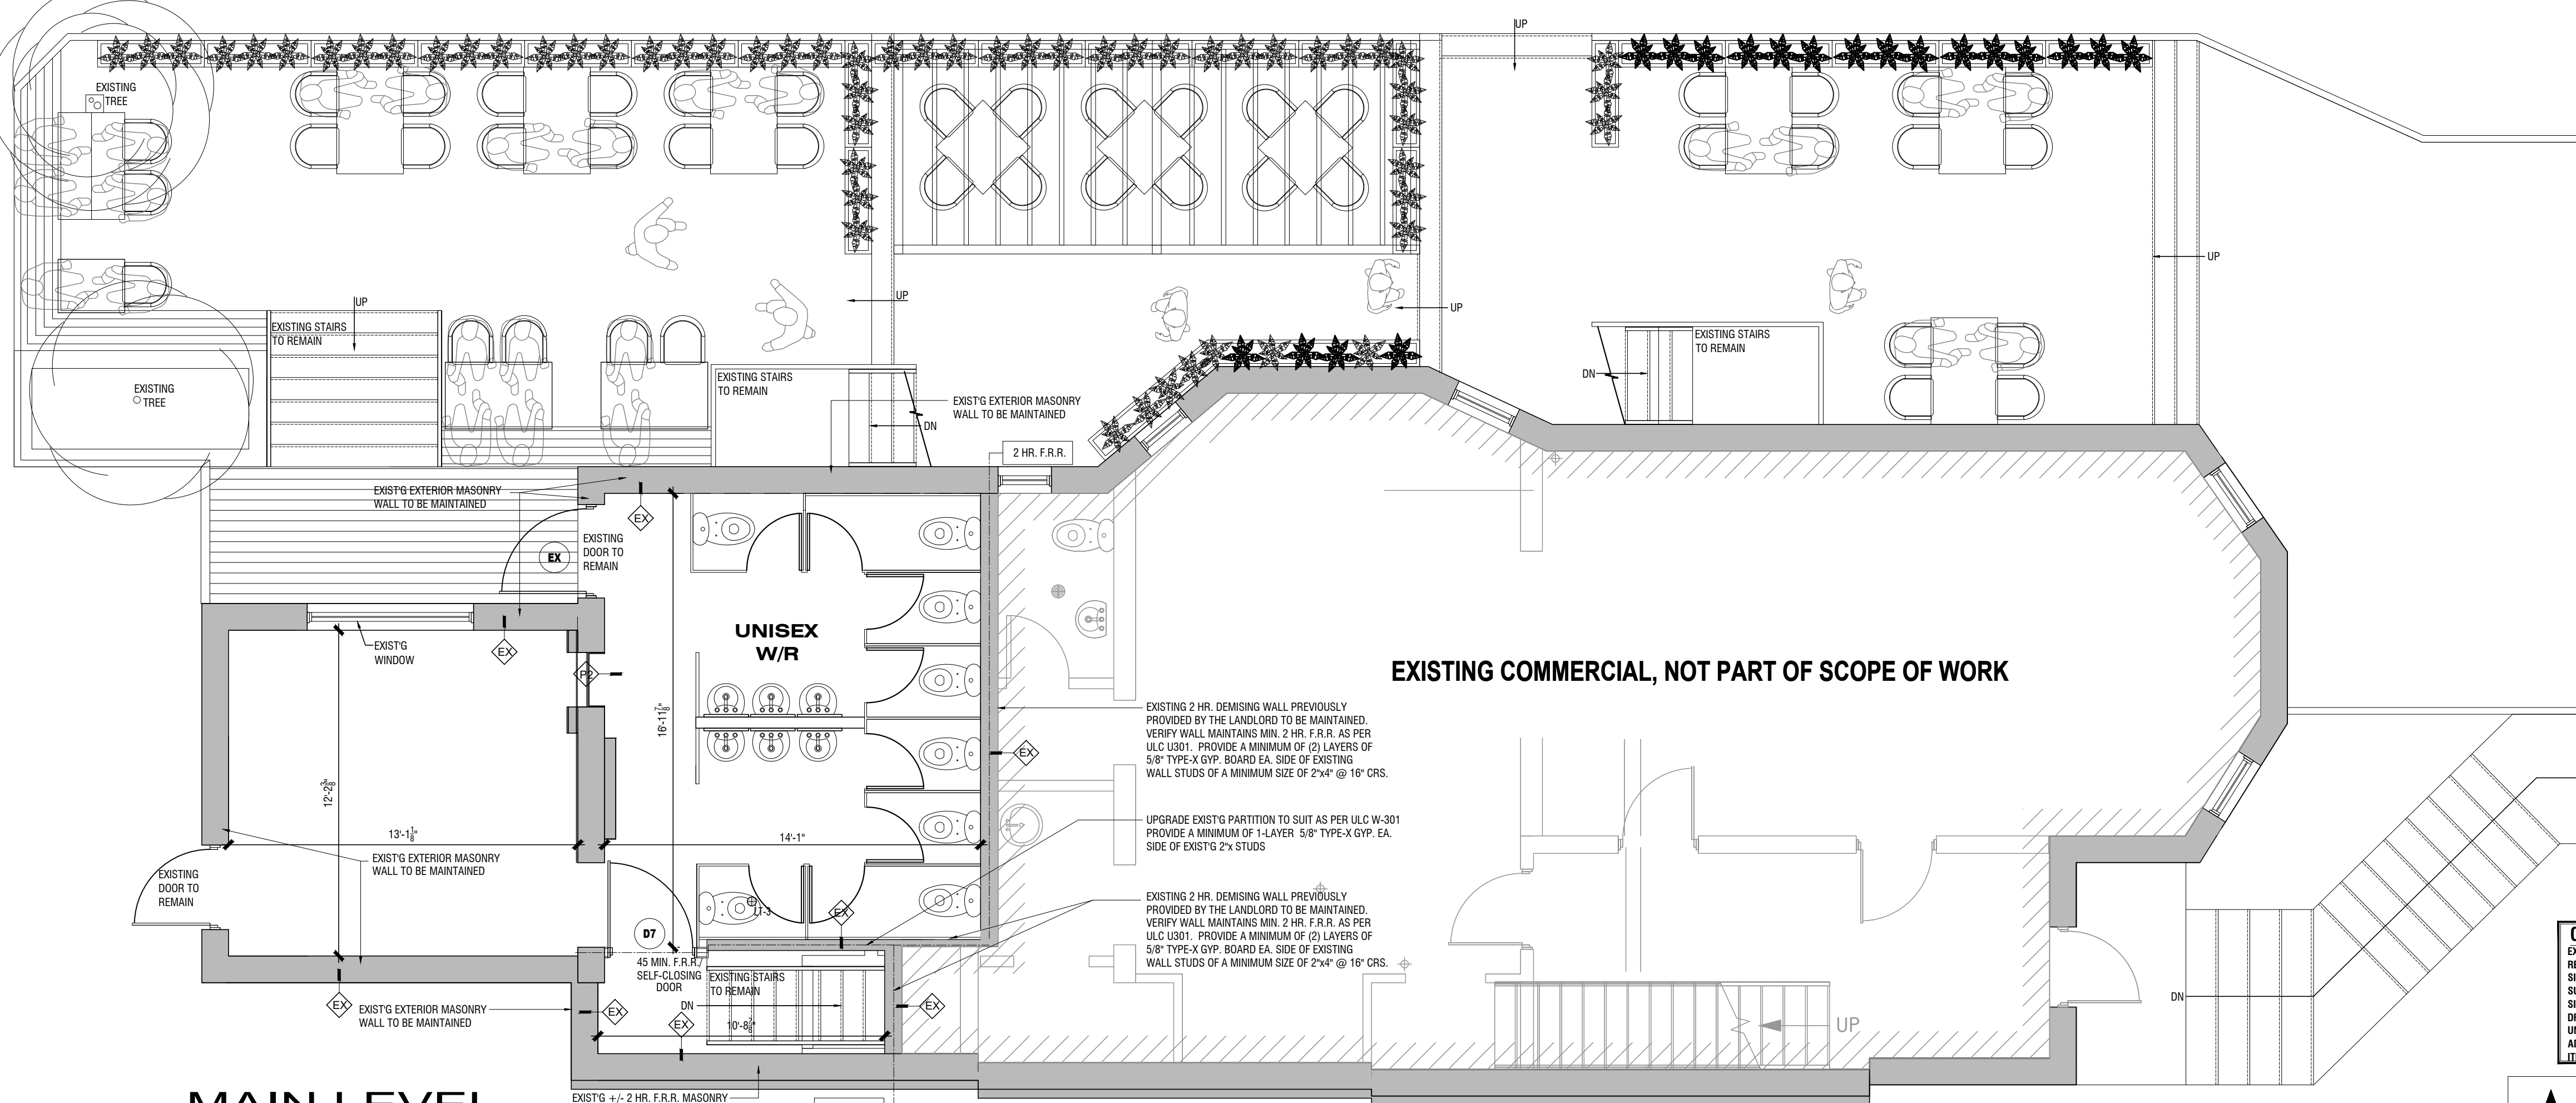 UP
EXISTING
TREE
UP
EXISTING STAIRS
TO REMAIN
UP
UP
UP
EXISTING
TREE
EXISTING STAIRS
TO REMAIN
DN
EXIST'G EXTERIOR MASONRY
WALL TO BE MAINTAINED
2 HR. F.R.R.
DN
EXISTING STAIRS
TO REMAIN
EXIST'G EXTERIOR MASONRY
WALL TO BE MAINTAINED
EX
EX
EXISTING
DOOR TO
REMAIN
UNISEX
W/R
EXIST'G
WINDOW
EX
P2
16'-11 7/8"
12'-2 3/8"
13'-1 1/8"
14'-1"
EX
EXISTING COMMERCIAL, NOT PART OF SCOPE OF WORK
EXISTING 2 HR. DEMISING WALL PREVIOUSLY
PROVIDED BY THE LANDLORD TO BE MAINTAINED.
VERIFY WALL MAINTAINS MIN. 2 HR. F.R.R. AS PER
ULC U301. PROVIDE A MINIMUM OF (2) LAYERS OF
5/8" TYPE-X GYP. BOARD EA. SIDE OF EXISTING
WALL STUDS OF A MINIMUM SIZE OF 2"x4" @ 16" CRS.
UPGRADE EXIST'G PARTITION TO SUIT AS PER ULC W-301
PROVIDE A MINIMUM OF 1-LAYER 5/8" TYPE-X GYP. EA.
SIDE OF EXIST'G 2"x STUDS
EXISTING 2 HR. DEMISING WALL PREVIOUSLY
PROVIDED BY THE LANDLORD TO BE MAINTAINED.
VERIFY WALL MAINTAINS MIN. 2 HR. F.R.R. AS PER
ULC U301. PROVIDE A MINIMUM OF (2) LAYERS OF
5/8" TYPE-X GYP. BOARD EA. SIDE OF EXISTING
WALL STUDS OF A MINIMUM SIZE OF 2"x4" @ 16" CRS.
EXIST'G EXTERIOR MASONRY
WALL TO BE MAINTAINED
EXISTING
DOOR TO
REMAIN
LT-3
EX
D7
45 MIN. F.R.R./
SELF-CLOSING
DOOR
EXISTING STAIRS
TO REMAIN
DN
10'-8 7/8"
EX
EX
EX
EX
EXIST'G EXTERIOR MASONRY
WALL TO BE MAINTAINED
UP
DN
MAIN LEVEL
EXIST'G +/- 2 HR. F.R.R. MASONRY